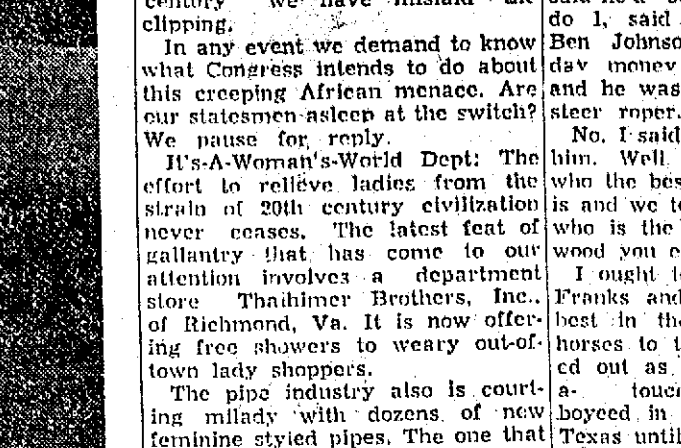 century we have mislaid the
clipping.
In any event we demand to know
what Congress intends to do about
this creeping African menace. Are
our statesmen asleep at the switch?
We pause for reply.
It's-A-Woman's-World Dept: The
effort to relieve ladies from the
strain of 20th century civilization
never ceases. The latest feat of
gallantry that has come to our
attention involves a department
store Thalhimer Brothers, Inc.,
of Richmond, Va. It is now offer-
ing free showers to weary out-of-
town lady shoppers.
The pipe industry also is court-
ing milady with dozens of new
feminine styled pipes. The one that
do I, said
Ben Johnso
day money
and he was
steer roper.
No, I said
him. Well
who the bes
is and we t
who is the
wood you
I ought t
Franks and
best in th
horses to t
ed out as
a- touc
boyced in
Texas until